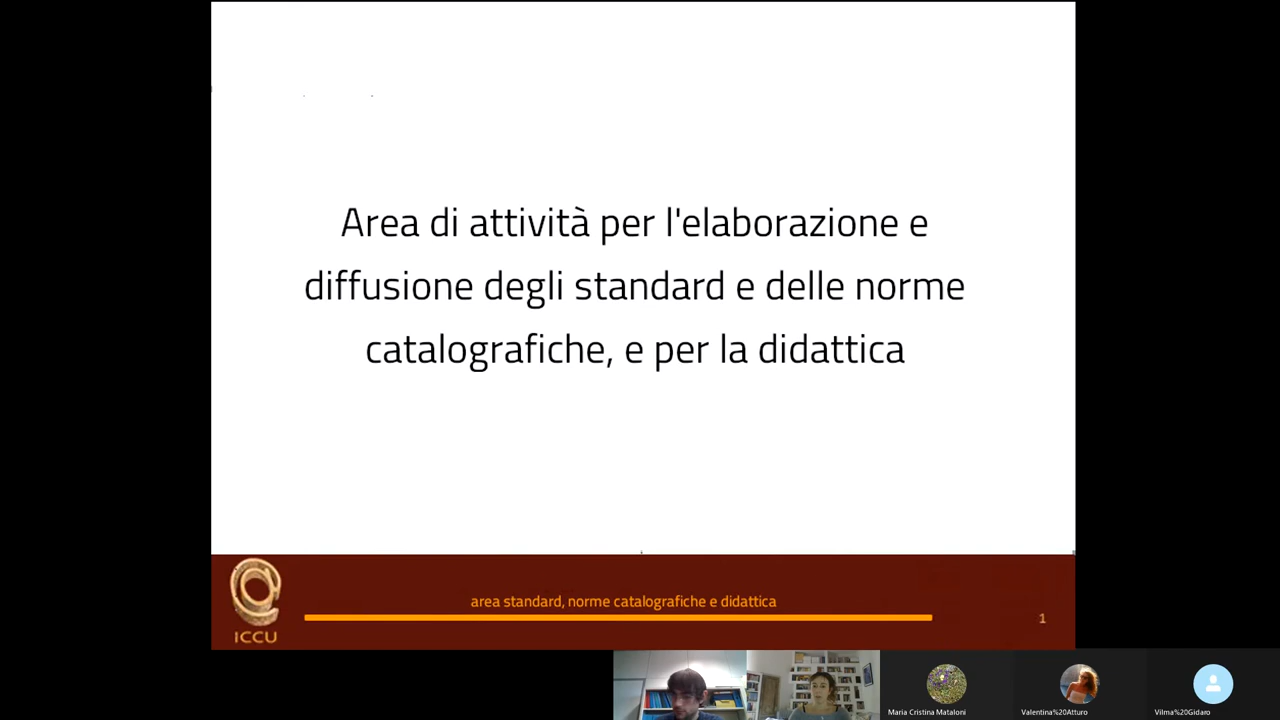 Area di attività per l'elaborazione e
diffusione degli standard e delle norme
catalografiche, e per la didattica
area standard, norme catalografiche e didattica
ICCU
1
Maria Cristina Mataloni
Valentina%20Atturo
Vilma%20Gidaro